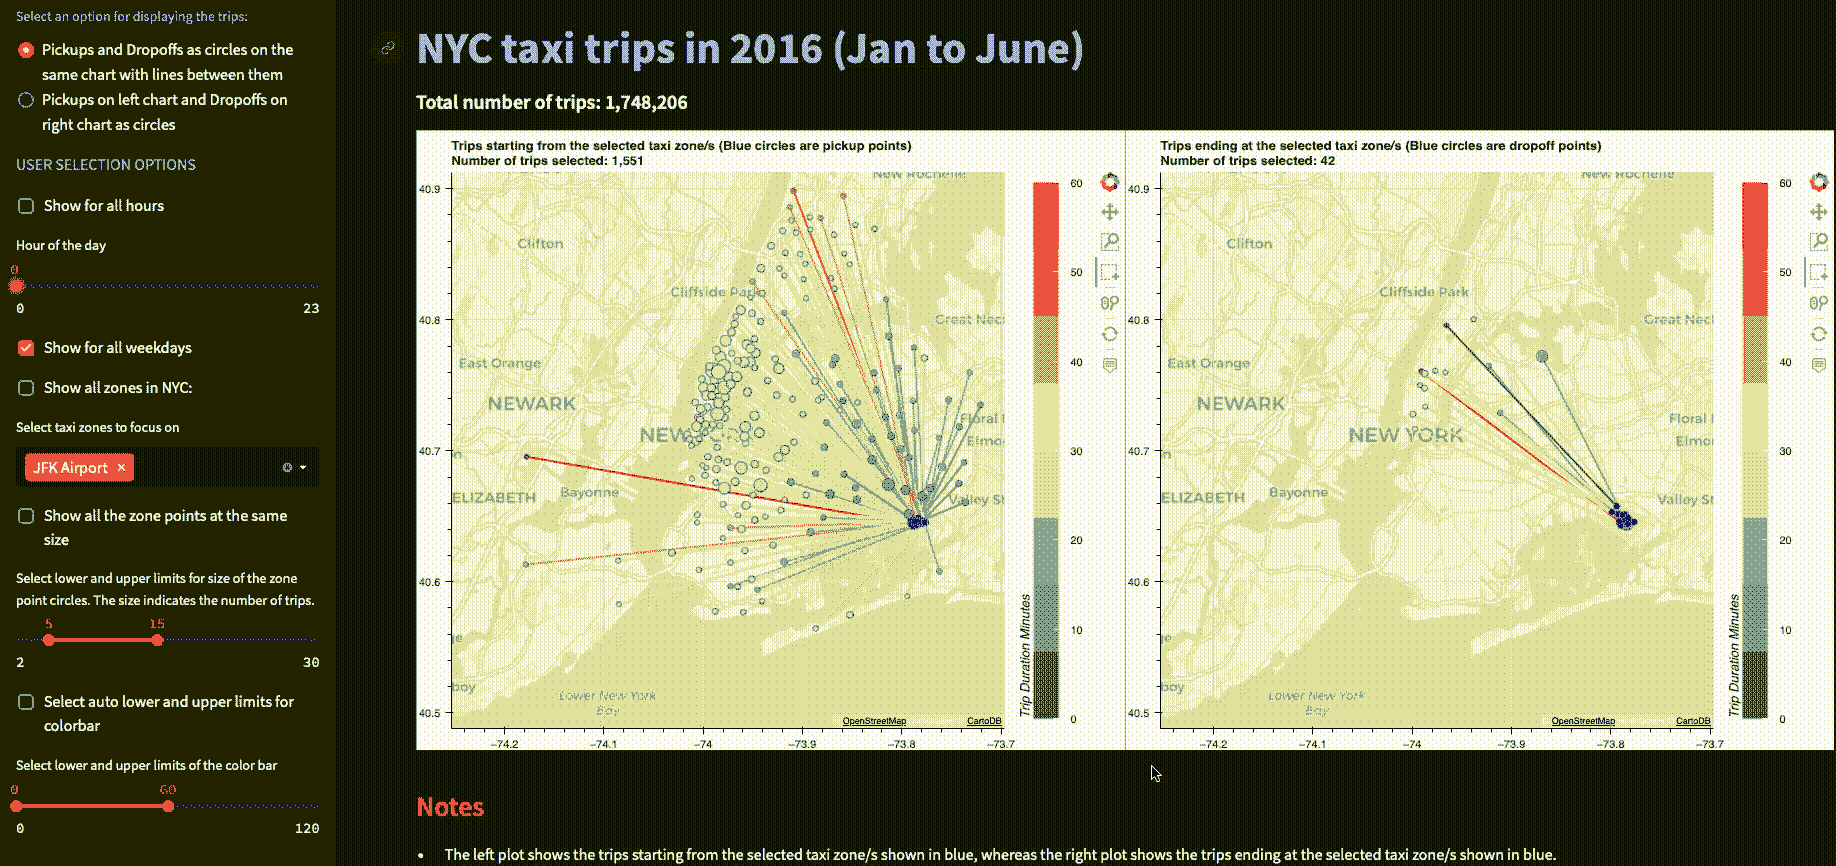 Select an option for displaying the trips:
Pickups and Dropoffs as circles on the
same chart with lines between them
Pickups on left chart and Dropoffs on
right chart as circles
USER SELECTION OPTIONS
Show for all hours
Hour of the day
0
0 23
Show for all weekdays
Show all zones in NYC:
Select taxi zones to focus on
JFK Airport ×
Show all the zone points at the same
size
Select lower and upper limits for size of the zone
point circles. The size indicates the number of trips.
5 15
2 30
Select auto lower and upper limits for
colorbar
Select lower and upper limits of the color bar
0 60
0 120
NYC taxi trips in 2016 (Jan to June)
Total number of trips: 1,748,206
Trips starting from the selected taxi zone/s (Blue circles are pickup points)
Number of trips selected: 1,551
40.9
40.8
40.7
40.6
40.5
−74.2 −74.1 −74 −73.9 −73.8 −73.7
New Rochelle
Clifton
Cliffside Park
Great Nec
East Orange
NEWARK
Floral
NEW
Elmo
ELIZABETH
Bayonne
Valley St
boy
Lower New York
Bay
OpenStreetMap CartoDB
60
50
40
30
20
10
0
Trip Duration Minutes
Trips ending at the selected taxi zone/s (Blue circles are dropoff points)
Number of trips selected: 42
40.9
40.8
40.7
40.6
40.5
−74.2 −74.1 −74 −73.9 −73.8 −73.7
New Rochelle
Clifton
Cliffside Park
Great Nec
East Orange
NEWARK
Floral
NEW YORK
Elmo
ELIZABETH
Bayonne
Valley St
boy
Lower New York
Bay
OpenStreetMap CartoDB
60
50
40
30
20
10
0
Trip Duration Minutes
Notes
• The left plot shows the trips starting from the selected taxi zone/s shown in blue, whereas the right plot shows the trips ending at the selected taxi zone/s shown in blue.